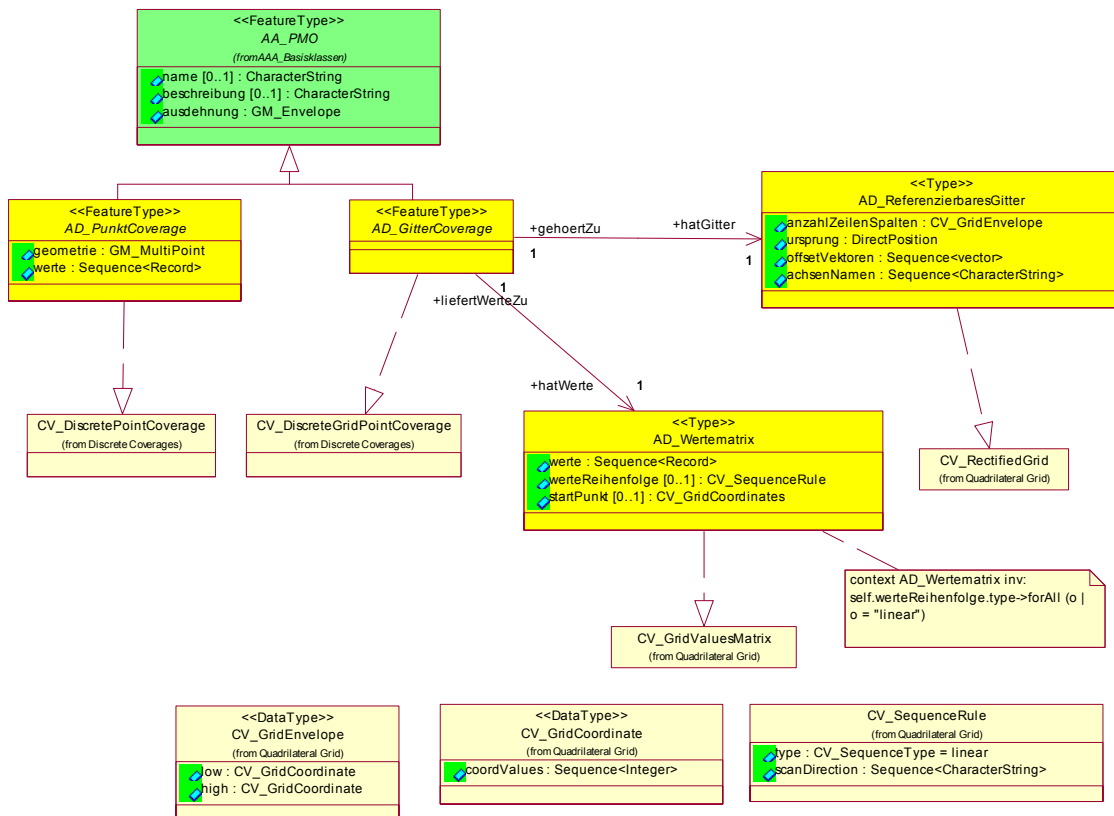 <<FeatureType>>
AA_PMO
(fromAAA_Basisklassen)
name [0..1] : CharacterString
beschreibung [0..1] : CharacterString
ausdehnung : GM_Envelope
<<FeatureType>>
AD_PunktCoverage
geometrie : GM_MultiPoint
werte : Sequence<Record>
<<FeatureType>>
AD_GitterCoverage
+gehoertZu
1
+hatGitter
1
<<Type>>
AD_ReferenzierbaresGitter
anzahlZeilenSpalten : CV_GridEnvelope
ursprung : DirectPosition
offsetVektoren : Sequence<vector>
achsenNamen : Sequence<CharacterString>
1
+liefertWerteZu
+hatWerte
1
CV_DiscretePointCoverage
(from Discrete Coverages)
CV_DiscreteGridPointCoverage
(from Discrete Coverages)
<<Type>>
AD_Wertematrix
werte : Sequence<Record>
werteReihenfolge [0..1] : CV_SequenceRule
startPunkt [0..1] : CV_GridCoordinates
CV_RectifiedGrid
(from Quadrilateral Grid)
context AD_Wertematrix inv:
self.werteReihenfolge.type->forAll (o |
o = "linear")
CV_GridValuesMatrix
(from Quadrilateral Grid)
<<DataType>>
CV_GridEnvelope
(from Quadrilateral Grid)
low : CV_GridCoordinate
high : CV_GridCoordinate
<<DataType>>
CV_GridCoordinate
(from Quadrilateral Grid)
coordValues : Sequence<Integer>
CV_SequenceRule
(from Quadrilateral Grid)
type : CV_SequenceType = linear
scanDirection : Sequence<CharacterString>